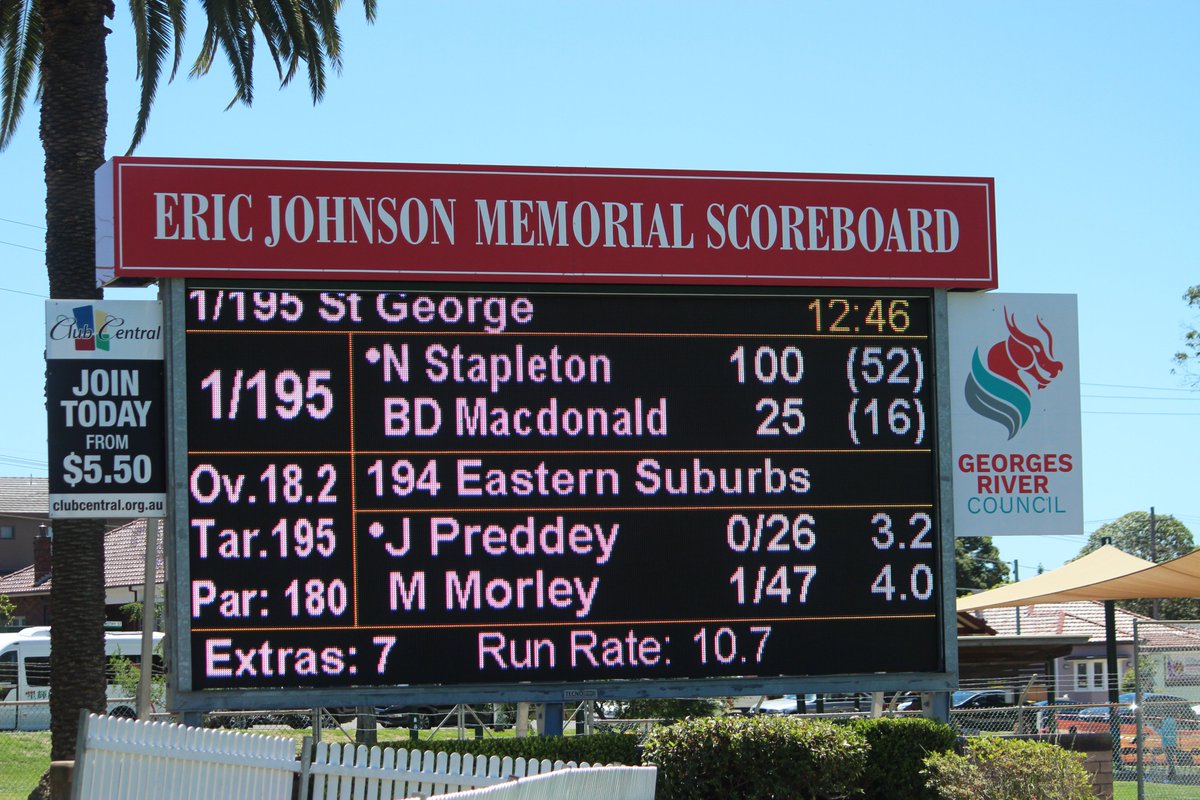 ERIC JOHNSON MEMORIAL SCOREBOARD
1/195 St George 12:46
1/195
•N Stapleton 100 (52)
BD Macdonald 25 (16)
Ov.18.2
Tar.195
Par: 180
194 Eastern Suburbs
•J Preddey 0/26 3.2
M Morley 1/47 4.0
Extras: 7 Run Rate: 10.7
Club Central
JOIN
TODAY
FROM
$5.50
clubcentral.org.au
GEORGES
RIVER
COUNCIL